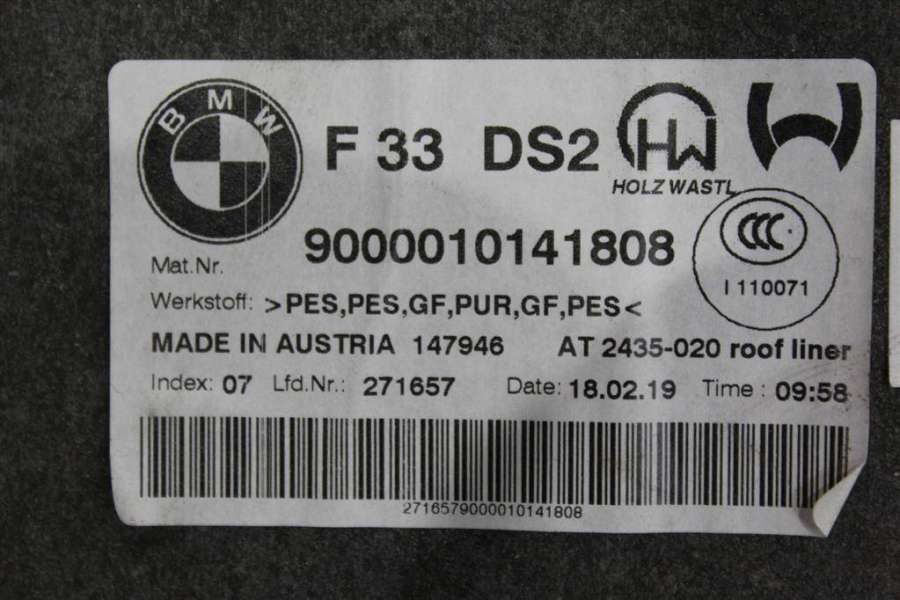 BMW
F 33 DS2
HW
HOLZ WASTL
9000010141808
CCC
I 110071
Mat.Nr.
Werkstoff: >PES,PES,GF,PUR,GF,PES<
MADE IN AUSTRIA 147946 AT 2435-020 roof liner
Index: 07 Lfd.Nr.: 271657 Date: 18.02.19 Time : 09:58
2716579000010141808